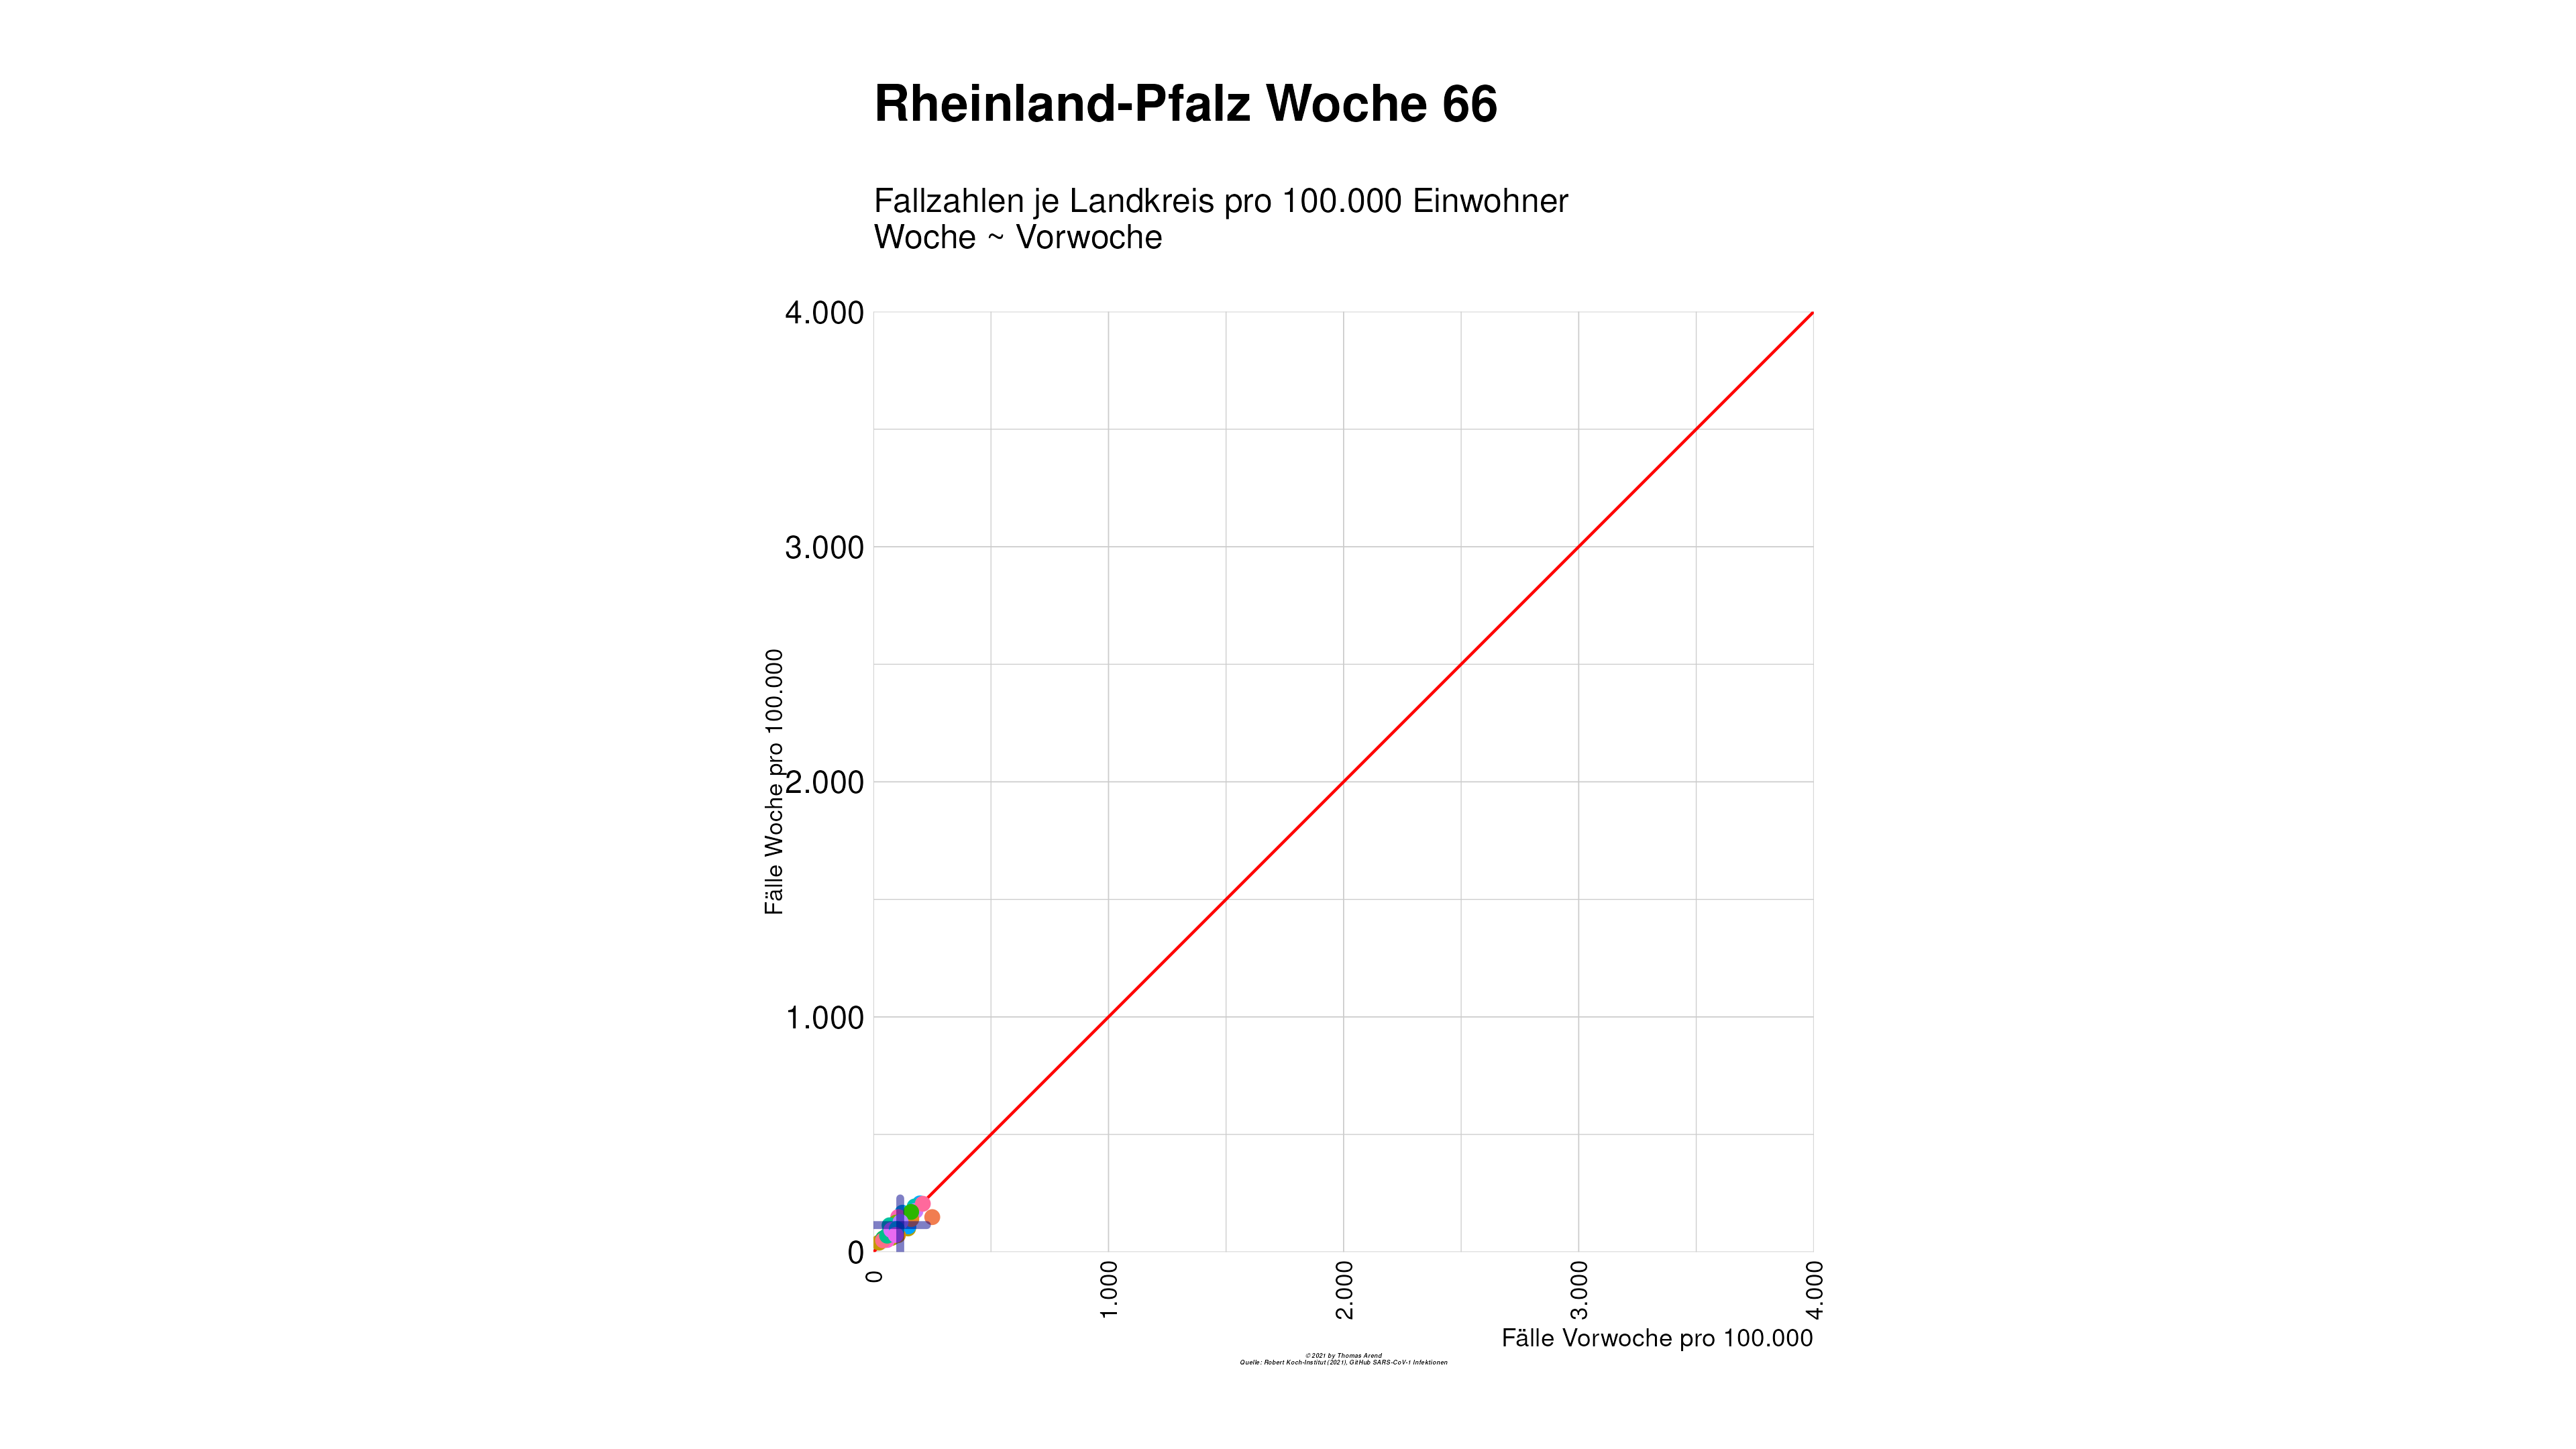 Rheinland-Pfalz Woche 66
Fallzahlen je Landkreis pro 100.000 Einwohner
Woche ~ Vorwoche
4.000
3.000
2.000
1.000
0
Fälle Woche pro 100.000
0
1.000
2.000
3.000
4.000
Fälle Vorwoche pro 100.000
© 2021 by Thomas Arend
Quelle: Robert Koch-Institut (2021), GitHub SARS-CoV-1 Infektionen